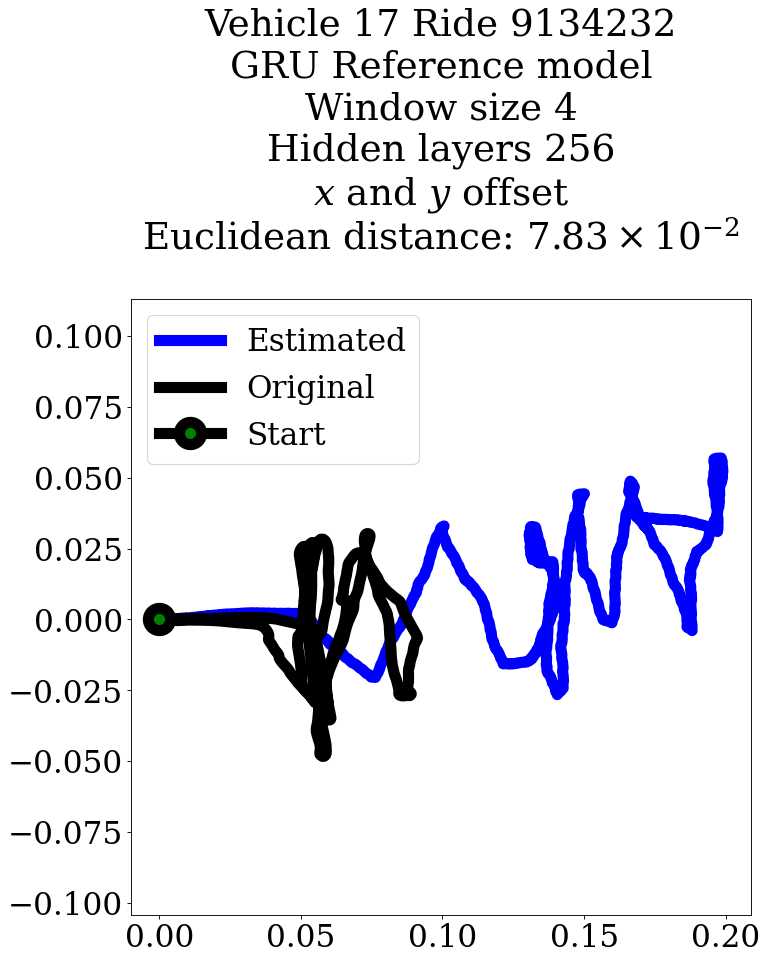 Vehicle 17 Ride 9134232
GRU Reference model
Window size 4
Hidden layers 256
x and y offset
Euclidean distance: 7.83 × 10⁻²
Estimated
Original
Start
0.100
0.075
0.050
0.025
0.000
−0.025
−0.050
−0.075
−0.100
0.00 0.05 0.10 0.15 0.20